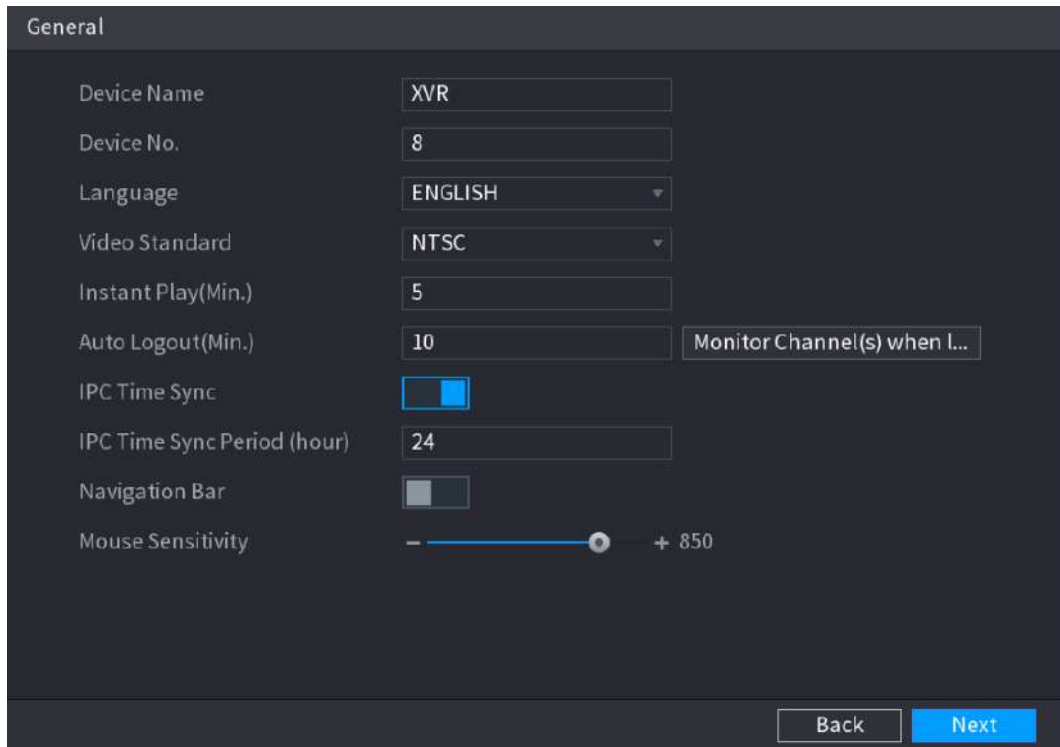 General
Device Name XVR
Device No. 8
Language ENGLISH
Video Standard NTSC
Instant Play(Min.) 5
Auto Logout(Min.) 10 Monitor Channel(s) when l...
IPC Time Sync
IPC Time Sync Period (hour) 24
Navigation Bar
Mouse Sensitivity − + 850
Back Next